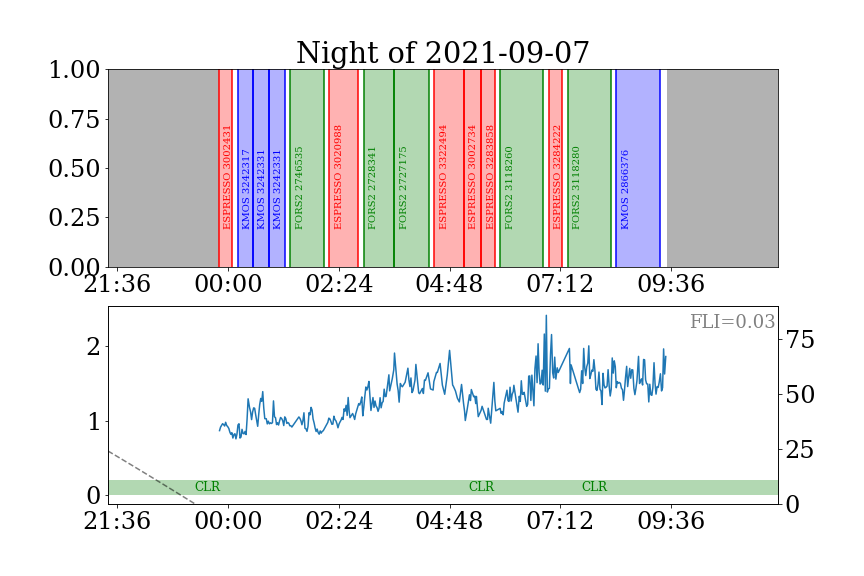 Night of 2021-09-07
1.00
0.75
0.50
0.25
0.00
ESPRESSO 3002431
KMOS 3242317
KMOS 3242331
KMOS 3242331
FORS2 2746535
ESPRESSO 3020988
FORS2 2728341
FORS2 2727175
ESPRESSO 3322494
ESPRESSO 3002734
ESPRESSO 3283858
FORS2 3118260
ESPRESSO 3284222
FORS2 3118280
KMOS 2866376
21:36 00:00 02:24 04:48 07:12 09:36
FLI=0.03
2
1
0
75
50
25
0
CLR CLR CLR
21:36 00:00 02:24 04:48 07:12 09:36